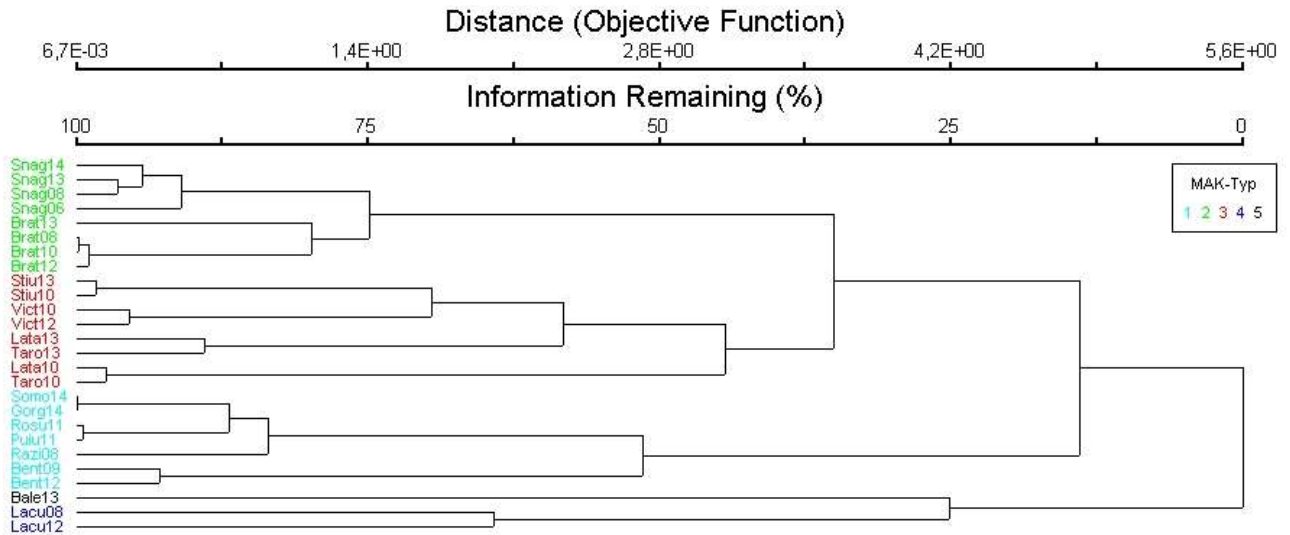 Distance (Objective Function)
6,7E-03 1,4E+00 2,8E+00 4,2E+00 5,6E+00
Information Remaining (%)
100 75 50 25 0
Snag14
Snag13
Snag08
Snag06
Brat13
Brat08
Brat10
Brat12
Stiu13
Stiu10
Vict10
Vict12
Lata13
Taro13
Lata10
Taro10
Somo14
Gorg14
Rosu11
Pulu11
Razi08
Bent09
Bent12
Bale13
Lacu08
Lacu12
MAK-Typ
1 2 3 4 5